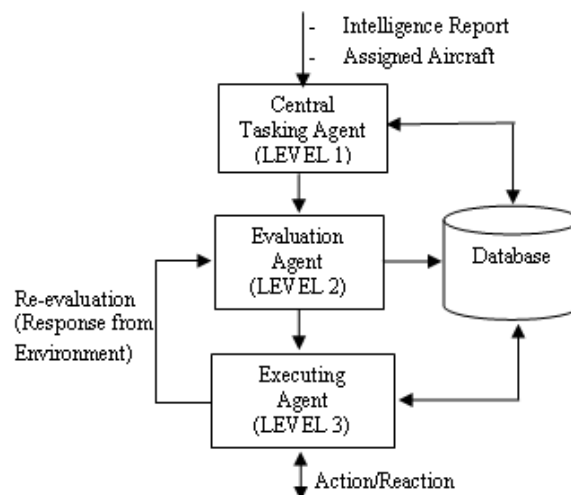 - Intelligence Report
- Assigned Aircraft
Central
Tasking Agent
(LEVEL 1)
Evaluation
Agent
(LEVEL 2)
Database
Re-evaluation
(Response from
Environment)
Executing
Agent
(LEVEL 3)
Action/Reaction